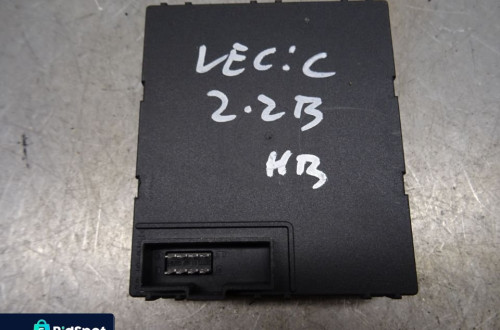 VEC:C
2.2B
HB
BidSpot